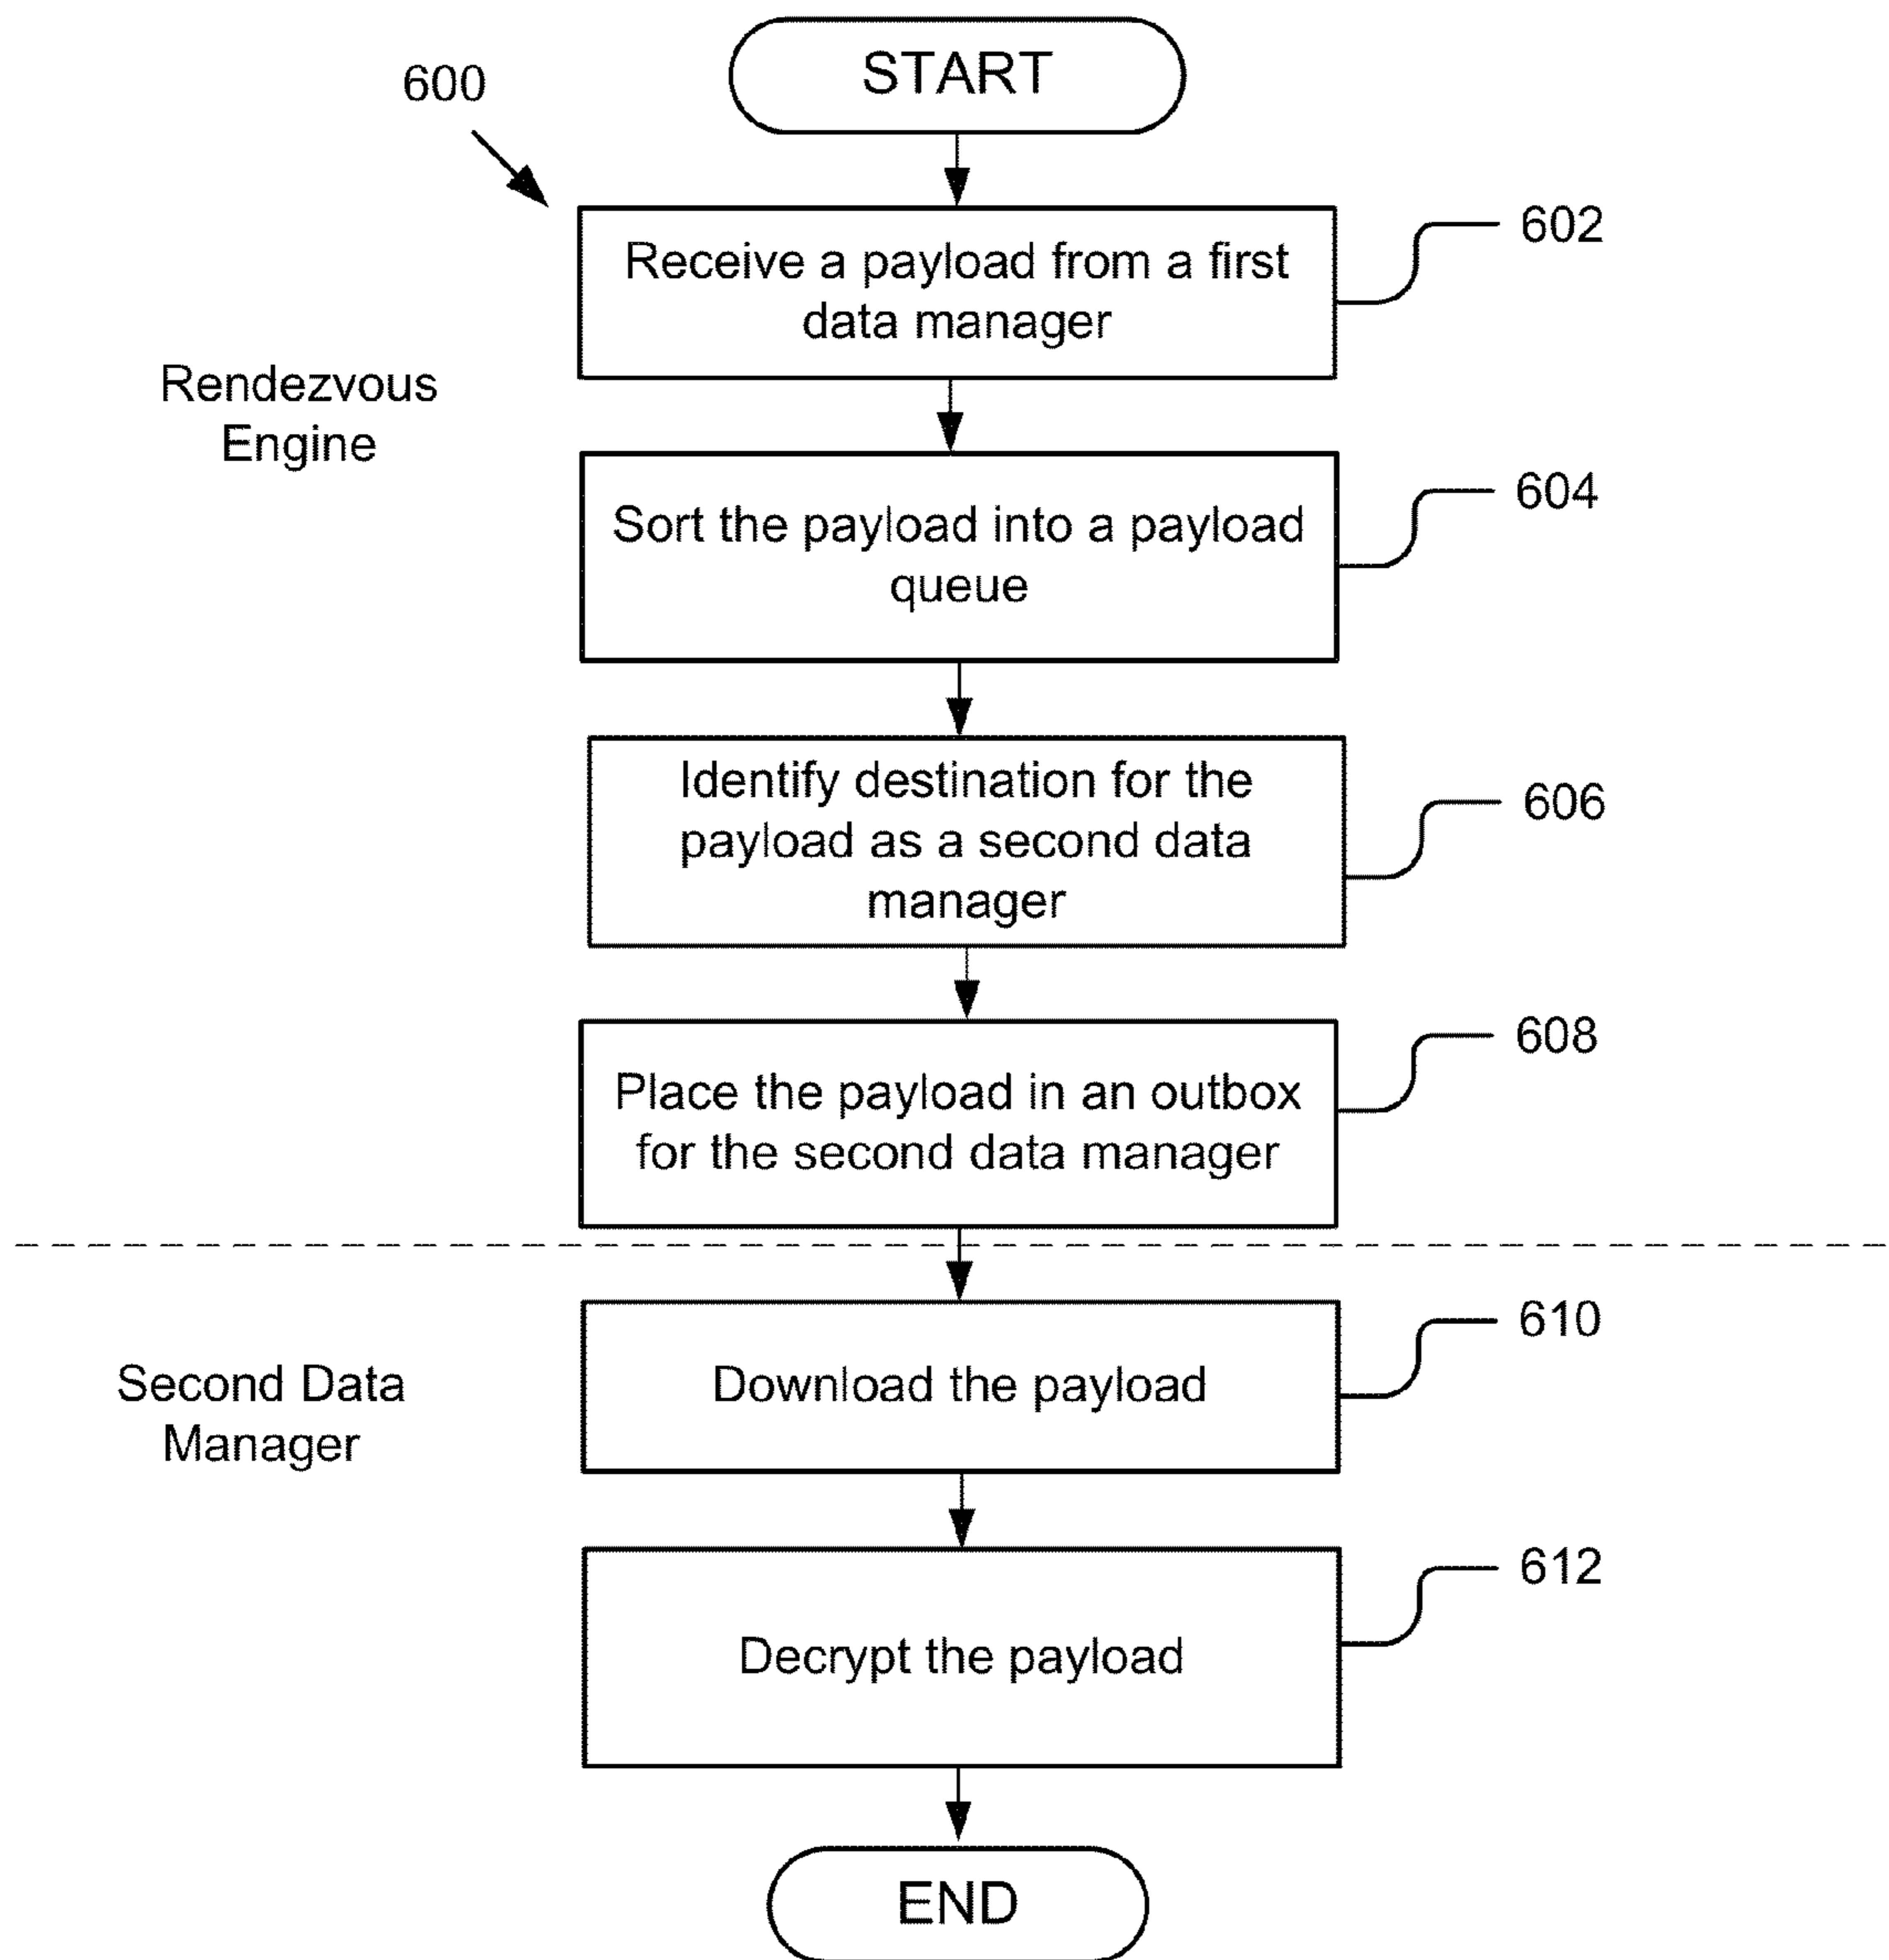 START
600
Receive a payload from a first
data manager
602
Rendezvous
Engine
Sort the payload into a payload
queue
604
Identify destination for the
payload as a second data
manager
606
Place the payload in an outbox
for the second data manager
608
Download the payload
610
Second Data
Manager
Decrypt the payload
612
END